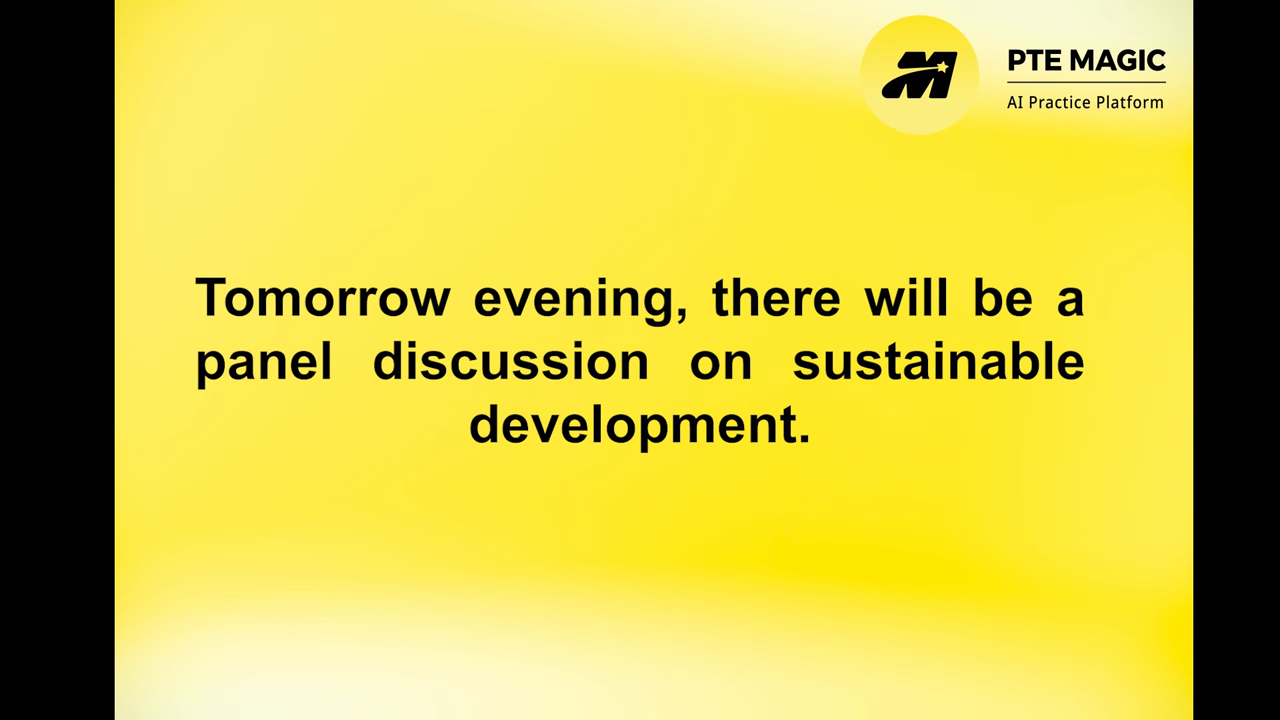 PTE MAGIC
AI Practice Platform
Tomorrow evening, there will be a
panel discussion on sustainable
development.